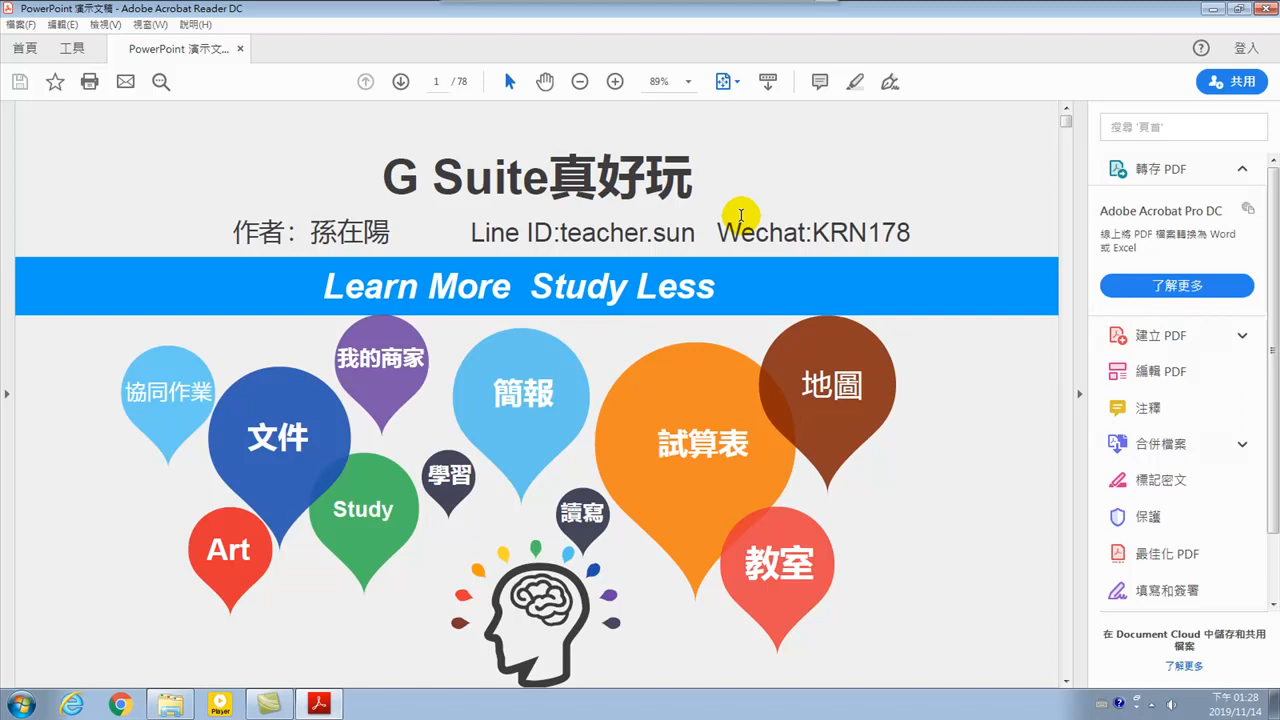 PowerPoint 演示文稿 - Adobe Acrobat Reader DC
檔案(F) 編輯(E) 檢視(V) 視窗(W) 說明(H)
首頁 工具 PowerPoint 演示文... × 登入
1 / 78 89% 共用
G Suite真好玩
作者：孫在陽 Line ID:teacher.sun Wechat:KRN178
Learn More Study Less
協同作業
文件
我的商家
簡報
試算表
地圖
學習
讀寫
Study
Art
教室
搜尋 '頁首'
轉存 PDF
Adobe Acrobat Pro DC
線上將 PDF 檔案轉換為 Word
或 Excel
了解更多
建立 PDF
編輯 PDF
注釋
合併檔案
標記密文
保護
最佳化 PDF
填寫和簽署
在 Document Cloud 中儲存和共用
檔案
了解更多
Player
下午 01:28
2019/11/14